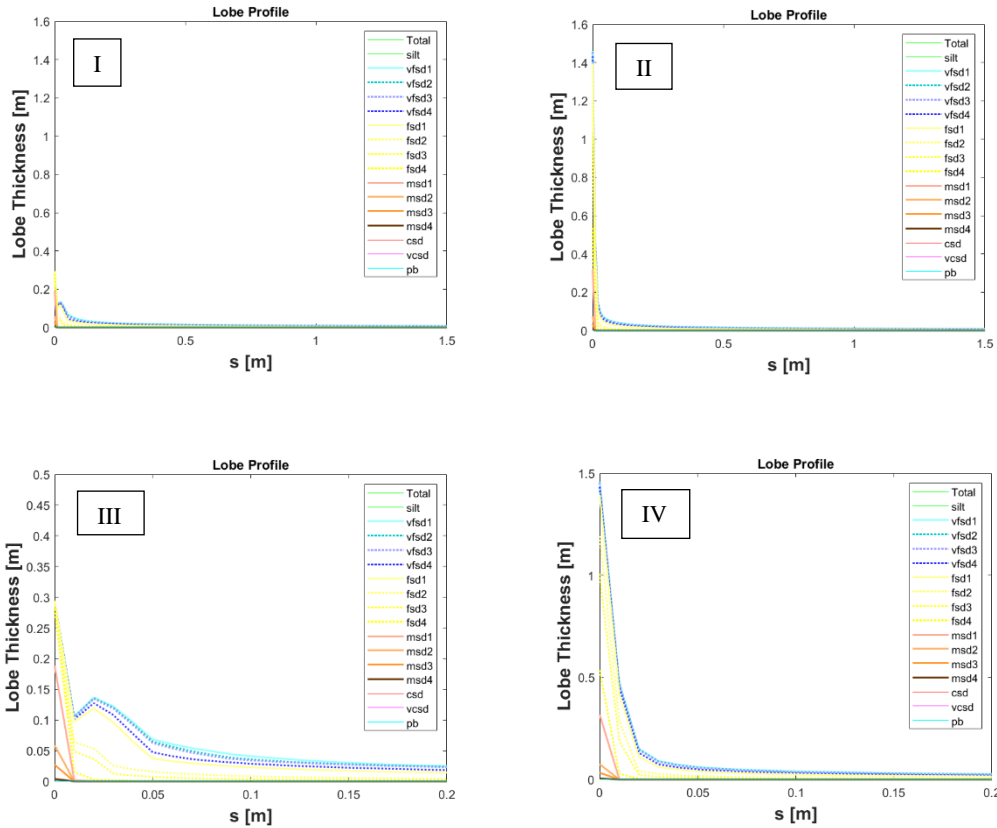 Lobe Profile
I
1.6
1.4
1.2
1
0.8
0.6
0.4
0.2
0
Lobe Thickness [m]
0
0.5
1
1.5
s [m]
Total
silt
vfsd1
vfsd2
vfsd3
vfsd4
fsd1
fsd2
fsd3
fsd4
msd1
msd2
msd3
msd4
csd
vcsd
pb
Lobe Profile
II
1.6
1.4
1.2
1
0.8
0.6
0.4
0.2
0
Lobe Thickness [m]
0
0.5
1
1.5
s [m]
Total
silt
vfsd1
vfsd2
vfsd3
vfsd4
fsd1
fsd2
fsd3
fsd4
msd1
msd2
msd3
msd4
csd
vcsd
pb
Lobe Profile
III
0.5
0.45
0.4
0.35
0.3
0.25
0.2
0.15
0.1
0.05
0
Lobe Thickness [m]
0
0.05
0.1
0.15
0.2
s [m]
Total
silt
vfsd1
vfsd2
vfsd3
vfsd4
fsd1
fsd2
fsd3
fsd4
msd1
msd2
msd3
msd4
csd
vcsd
pb
Lobe Profile
IV
1.5
1
0.5
0
Lobe Thickness [m]
0
0.05
0.1
0.15
0.2
s [m]
Total
silt
vfsd1
vfsd2
vfsd3
vfsd4
fsd1
fsd2
fsd3
fsd4
msd1
msd2
msd3
msd4
csd
vcsd
pb